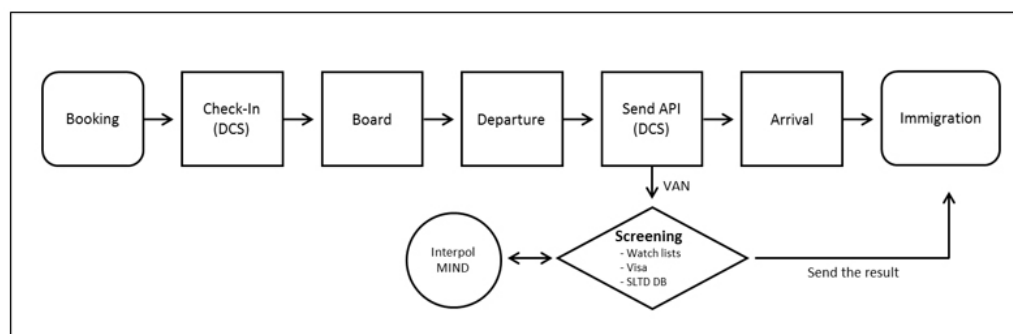 Booking
Check-In
(DCS)
Board
Departure
Send API
(DCS)
Arrival
Immigration
VAN
Interpol
MIND
Screening
- Watch lists
- Visa
- SLTD DB
Send the result